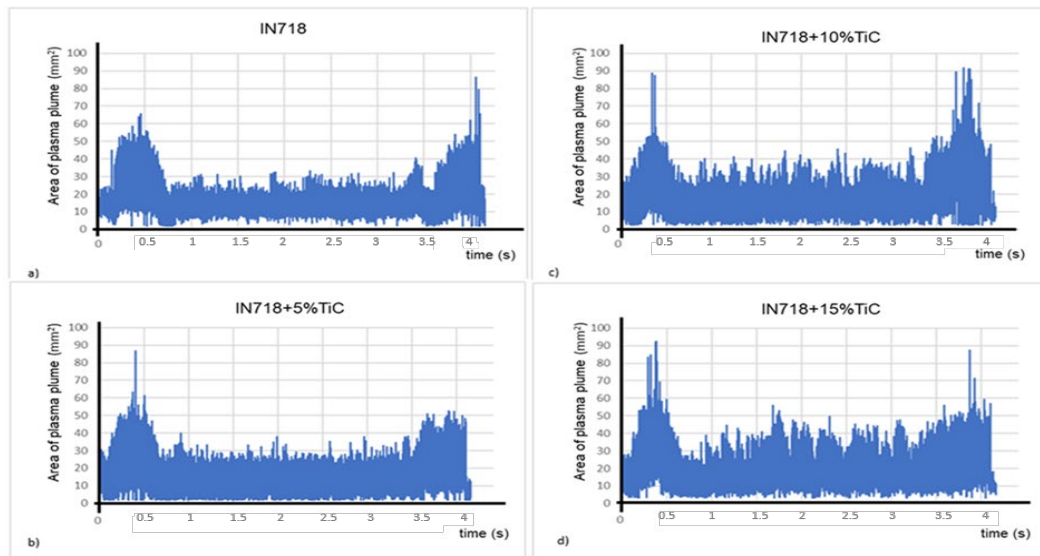 IN718
Area of plasma plume (mm²)
100
90
80
70
60
50
40
30
20
10
0
0 0.5 1 1.5 2 2.5 3 3.5 4
time (s)
a)
IN718+10%TiC
Area of plasma plume (mm²)
100
90
80
70
60
50
40
30
20
10
0
0 0.5 1 1.5 2 2.5 3 3.5 4
time (s)
c)
IN718+5%TiC
Area of plasma plume (mm²)
100
90
80
70
60
50
40
30
20
10
0
0 0.5 1 1.5 2 2.5 3 3.5 4
time (s)
b)
IN718+15%TiC
Area of plasma plume (mm²)
100
90
80
70
60
50
40
30
20
10
0
0 0.5 1 1.5 2 2.5 3 3.5 4
time (s)
d)